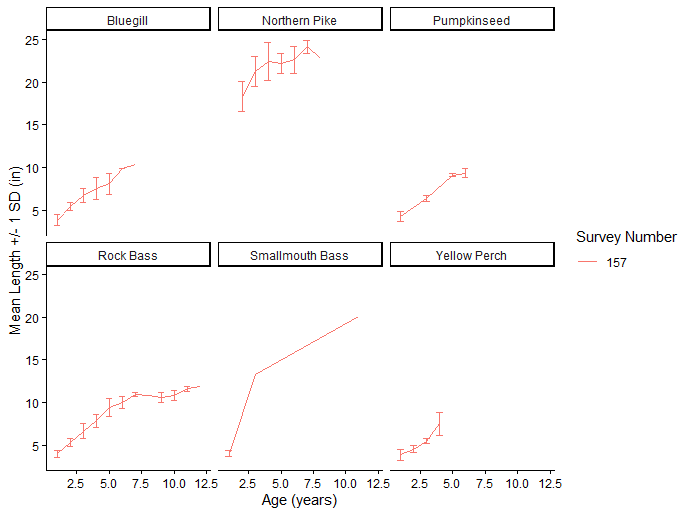 Bluegill Northern Pike Pumpkinseed
25
20
15
10
5
Mean Length +/- 1 SD (in)
Survey Number
157
Rock Bass Smallmouth Bass Yellow Perch
25
20
15
10
5
2.5 5.0 7.5 10.0 12.5 2.5 5.0 7.5 10.0 12.5 2.5 5.0 7.5 10.0 12.5
Age (years)